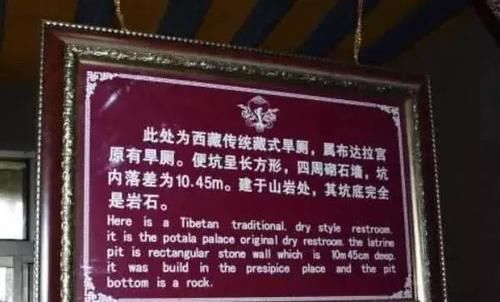 此处为西藏传统藏式旱厕，属布达拉宫
原有旱厕。便坑呈长方形，四周砌石墙，坑
内落差为10.45m。建于山岩处，其坑底完全
是岩石。
Here is a Tibetan traditional. dry style restroom.
it is the potala palace original dry restroom. the latrine
pit is rectangular stone wall which is 10m45cm deep.
it was build in the presipice place and the pit
bottom is a rock.